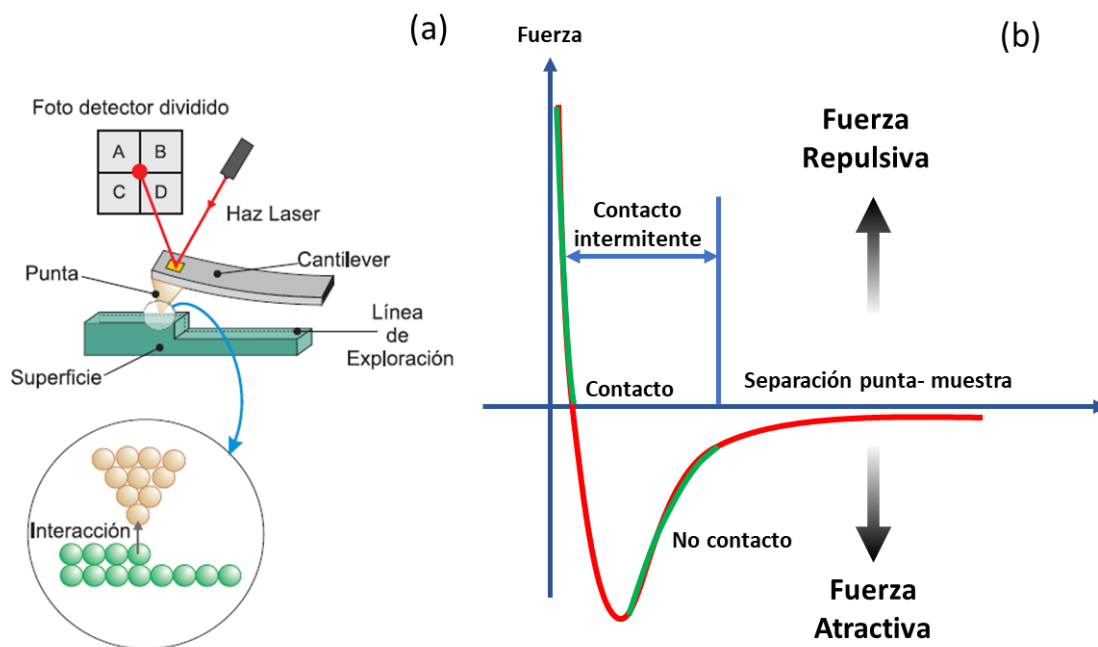 (a)
Foto detector dividido
A
B
C
D
Haz Laser
Punta
Cantilever
Línea
de
Exploración
Superficie
Interacción
(b)
Fuerza
Fuerza
Repulsiva
Contacto
intermitente
Contacto
Separación punta- muestra
No contacto
Fuerza
Atractiva